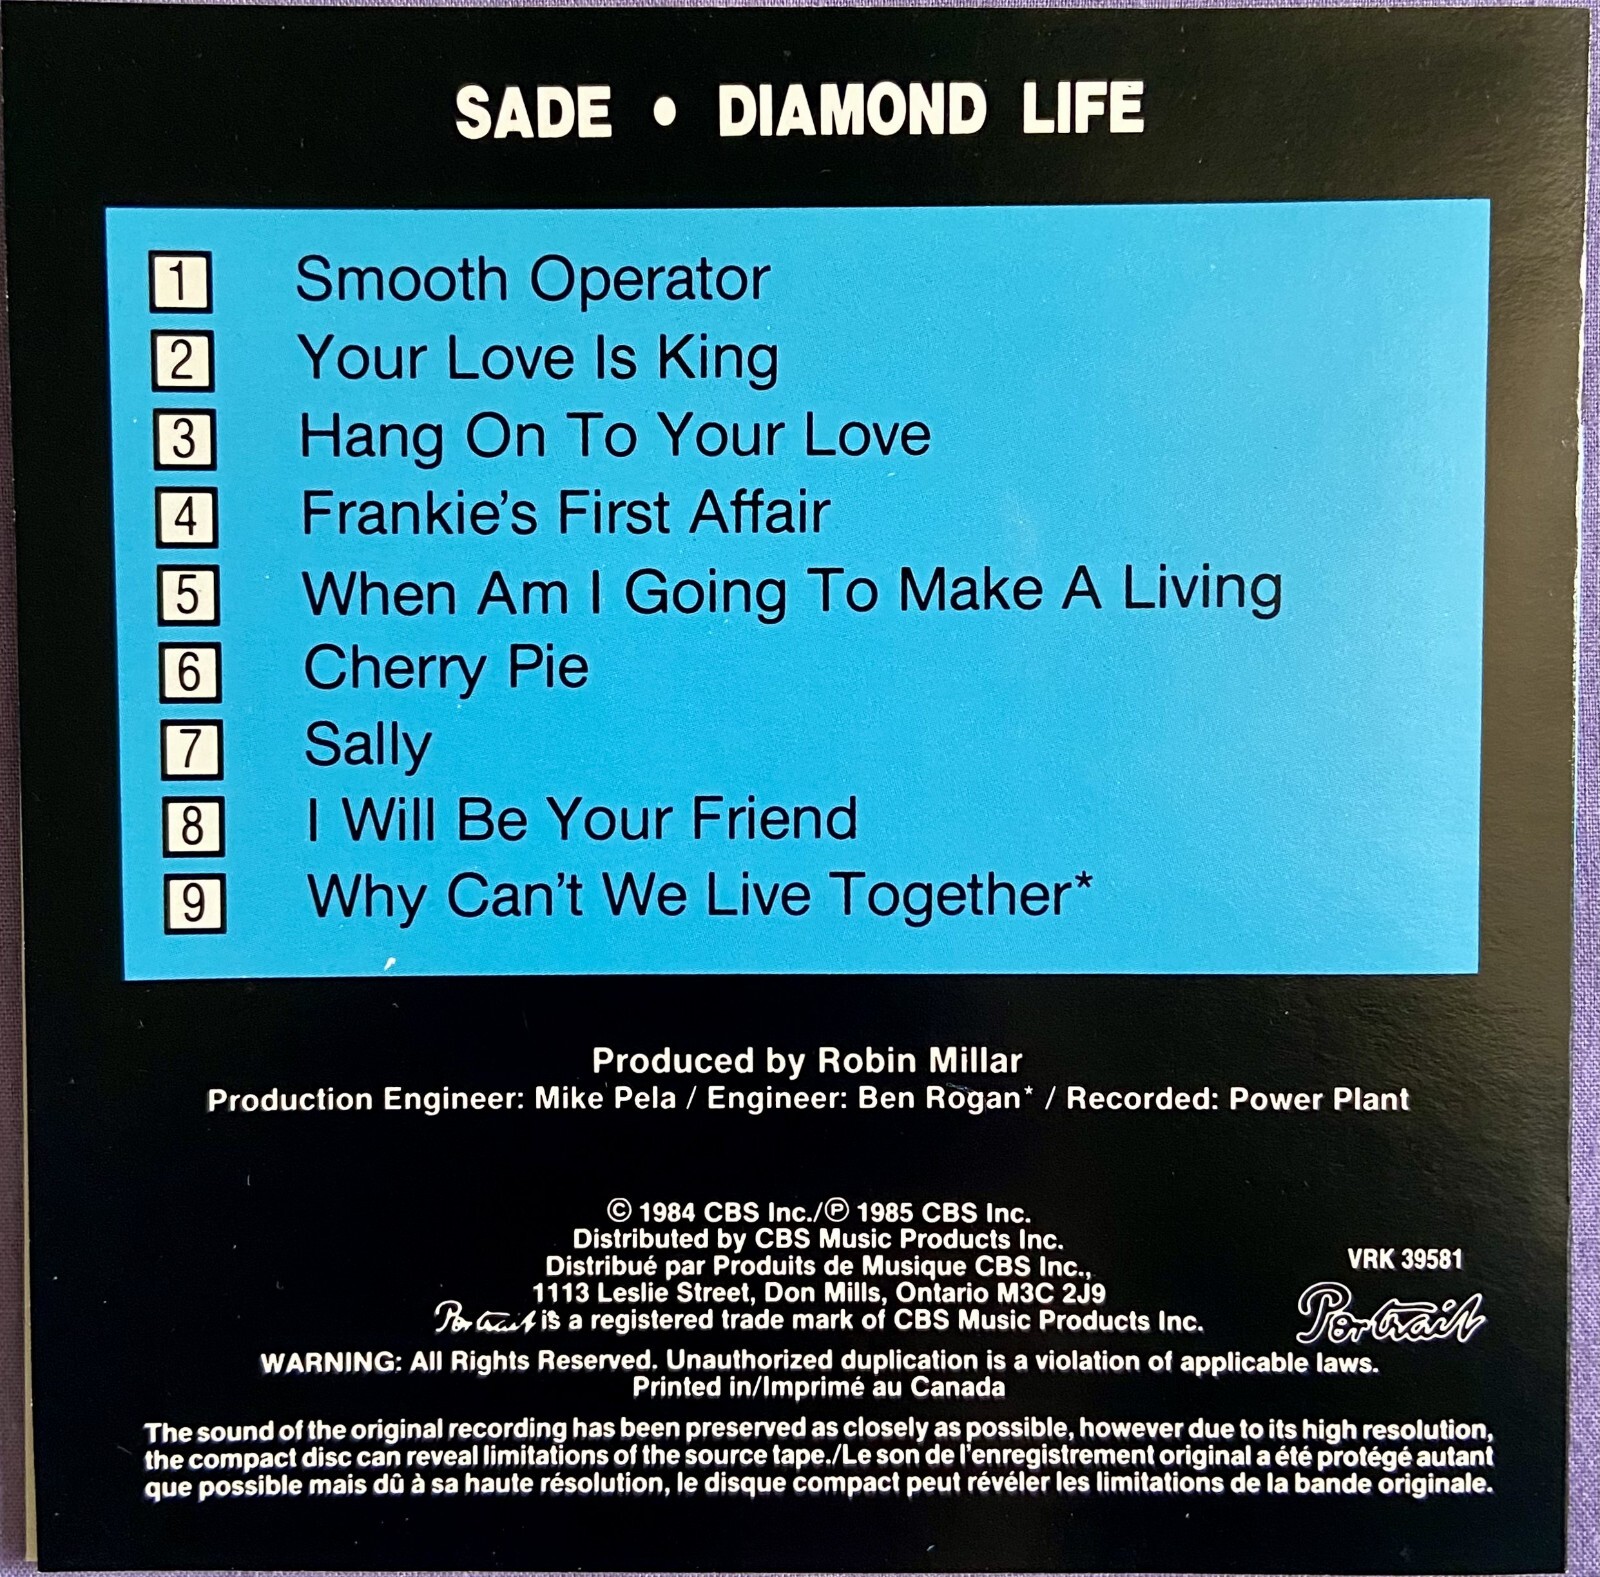 SADE • DIAMOND LIFE
1 Smooth Operator
2 Your Love Is King
3 Hang On To Your Love
4 Frankie's First Affair
5 When Am I Going To Make A Living
6 Cherry Pie
7 Sally
8 I Will Be Your Friend
9 Why Can't We Live Together*
Produced by Robin Millar
Production Engineer: Mike Pela / Engineer: Ben Rogan* / Recorded: Power Plant
© 1984 CBS Inc./℗ 1985 CBS Inc.
Distributed by CBS Music Products Inc.
Distribué par Produits de Musique CBS Inc.,
1113 Leslie Street, Don Mills, Ontario M3C 2J9
Portrait is a registered trade mark of CBS Music Products Inc.
VRK 39581
Portrait
WARNING: All Rights Reserved. Unauthorized duplication is a violation of applicable laws.
Printed in/Imprimé au Canada
The sound of the original recording has been preserved as closely as possible, however due to its high resolution,
the compact disc can reveal limitations of the source tape./Le son de l'enregistrement original a été protégé autant
que possible mais dû à sa haute résolution, le disque compact peut révéler les limitations de la bande originale.